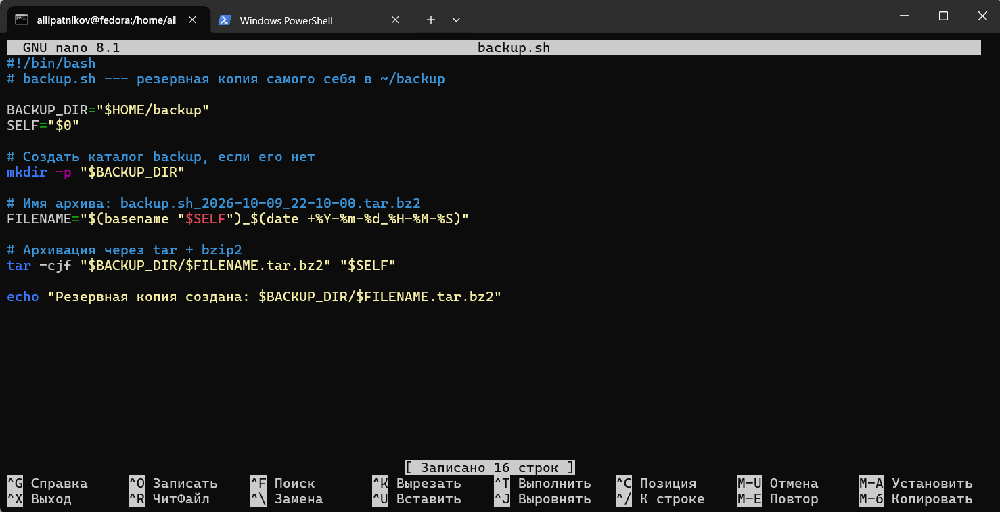 ailipatnikov@fedora:/home/ail
Windows PowerShell
GNU nano 8.1 backup.sh
#!/bin/bash
# backup.sh --- резервная копия самого себя в ~/backup
BACKUP_DIR="$HOME/backup"
SELF="$0"
# Создать каталог backup, если его нет
mkdir -p "$BACKUP_DIR"
# Имя архива: backup.sh_2026-10-09_22-10-00.tar.bz2
FILENAME="$(basename "$SELF")_$(date +%Y-%m-%d_%H-%M-%S)"
# Архивация через tar + bzip2
tar -cjf "$BACKUP_DIR/$FILENAME.tar.bz2" "$SELF"
echo "Резервная копия создана: $BACKUP_DIR/$FILENAME.tar.bz2"
[ Записано 16 строк ]
^G Справка ^O Записать ^F Поиск ^K Вырезать ^T Выполнить ^C Позиция M-U Отмена M-A Установить
^X Выход ^R ЧитФайл ^\ Замена ^U Вставить ^J Выровнять ^/ К строке M-E Повтор M-6 Копировать